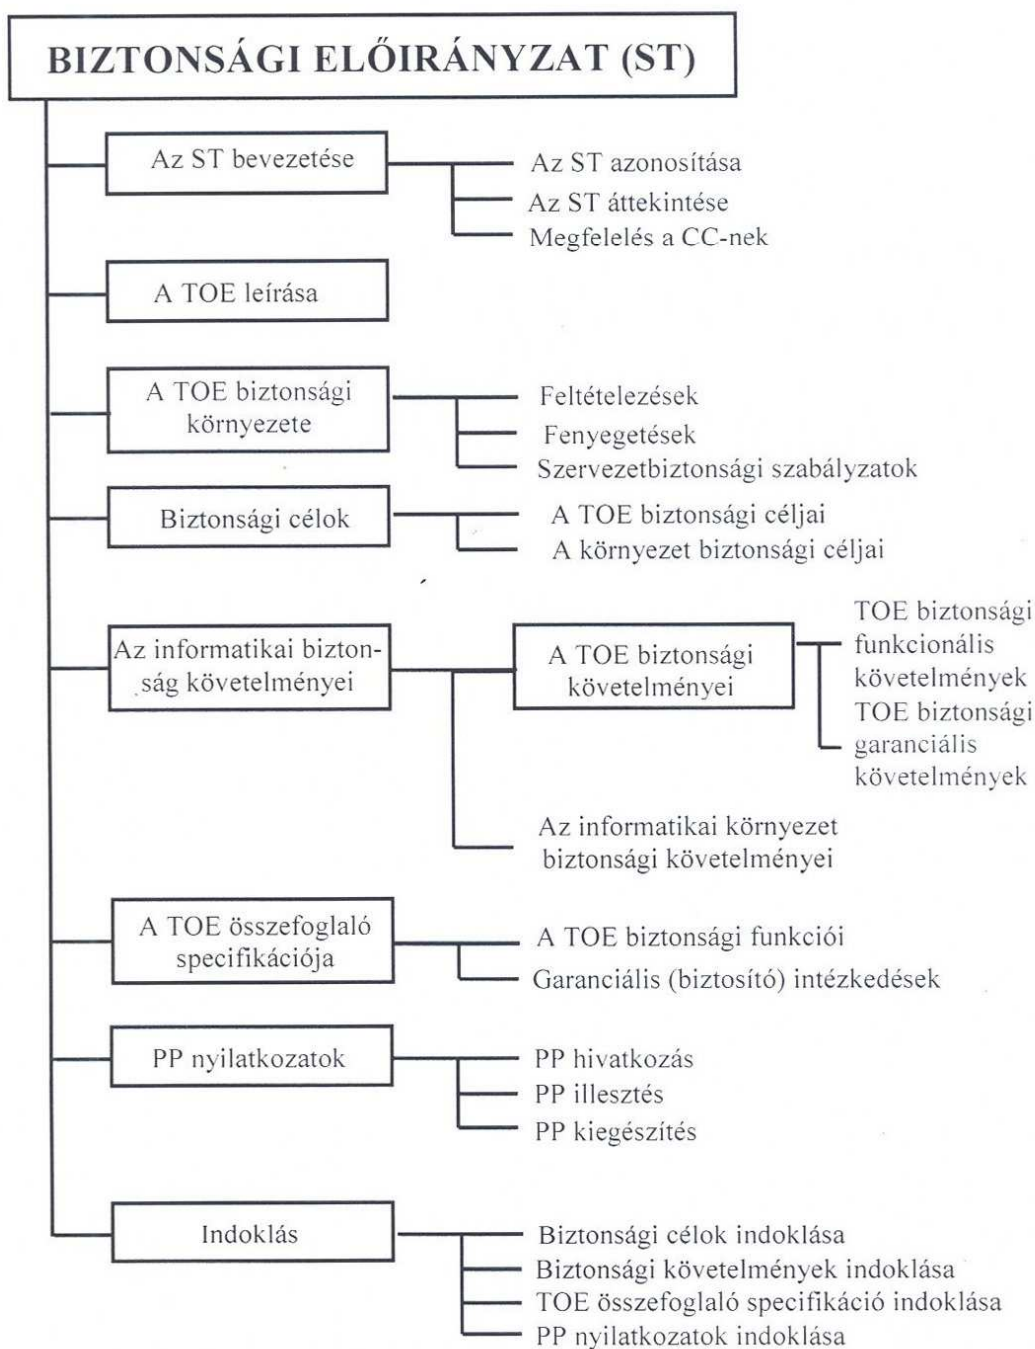 BIZTONSÁGI ELŐIRÁNYZAT (ST)
Az ST bevezetése
Az ST azonosítása
Az ST áttekintése
Megfelelés a CC-nek
A TOE leírása
A TOE biztonsági
környezete
Feltételezések
Fenyegetések
Szervezetbiztonsági szabályzatok
Biztonsági célok
A TOE biztonsági céljai
A környezet biztonsági céljai
Az informatikai bizton-
ság követelményei
A TOE biztonsági
követelményei
TOE biztonsági
funkcionális
követelmények
TOE biztonsági
garanciális
követelmények
Az informatikai környezet
biztonsági követelményei
A TOE összefoglaló
specifikációja
A TOE biztonsági funkciói
Garanciális (biztosító) intézkedések
PP nyilatkozatok
PP hivatkozás
PP illesztés
PP kiegészítés
Indoklás
Biztonsági célok indoklása
Biztonsági követelmények indoklása
TOE összefoglaló specifikáció indoklása
PP nyilatkozatok indoklása